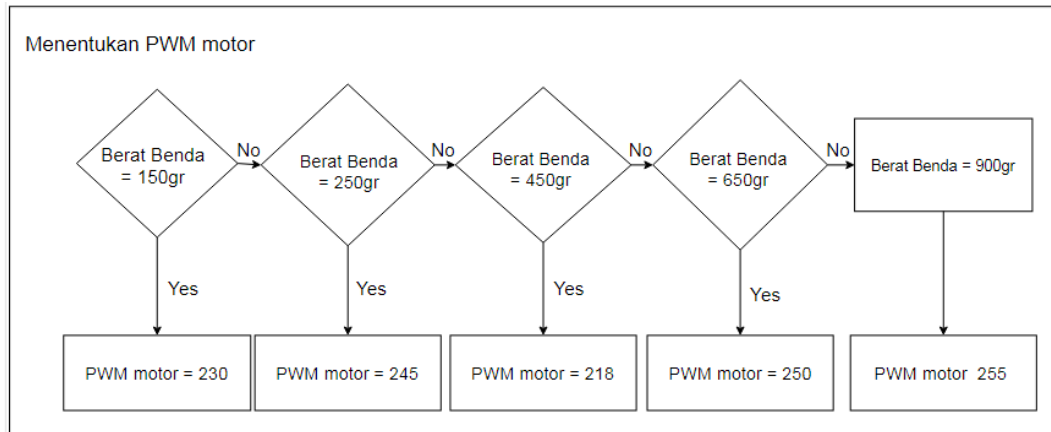 Menentukan PWM motor
Berat Benda
= 150gr
No
Berat Benda
= 250gr
No
Berat Benda
= 450gr
No
Berat Benda
= 650gr
No
Berat Benda = 900gr
Yes
Yes
Yes
Yes
PWM motor = 230
PWM motor = 245
PWM motor = 218
PWM motor = 250
PWM motor  255